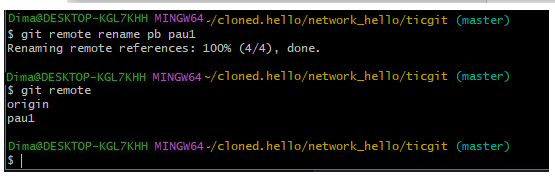 Dima@DESKTOP-KGL7KHH MINGW64 ~/cloned.hello/network_hello/ticgit (master)
$ git remote rename pb pau1
Renaming remote references: 100% (4/4), done.
Dima@DESKTOP-KGL7KHH MINGW64 ~/cloned.hello/network_hello/ticgit (master)
$ git remote
origin
pau1
Dima@DESKTOP-KGL7KHH MINGW64 ~/cloned.hello/network_hello/ticgit (master)
$